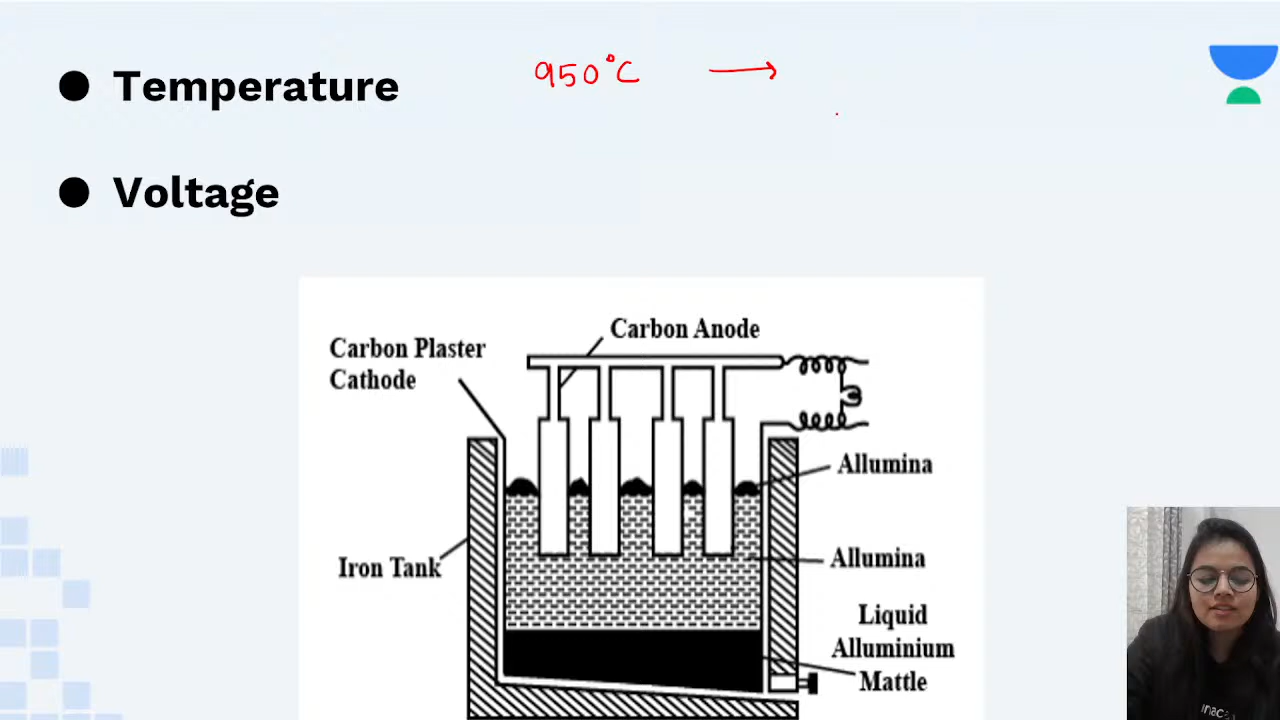 Temperature
950°C →
Voltage
Carbon Anode
Carbon Plaster
Cathode
Allumina
Iron Tank
Allumina
Liquid
Alluminium
Mattle